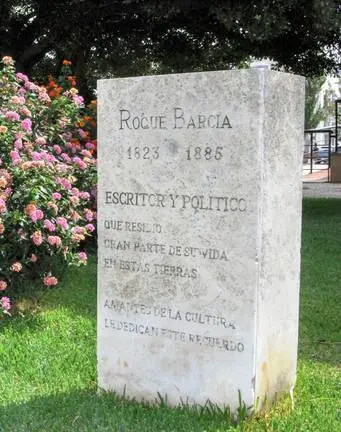 ROQUE BARCIA
1823 1885
ESCRITOR Y POLITICO
QUE RESIDIO
GRAN PARTE DE SU VIDA
EN ESTAS TIERRAS
AMANTES DE LA CULTURA
LE DEDICAN ESTE RECUERDO